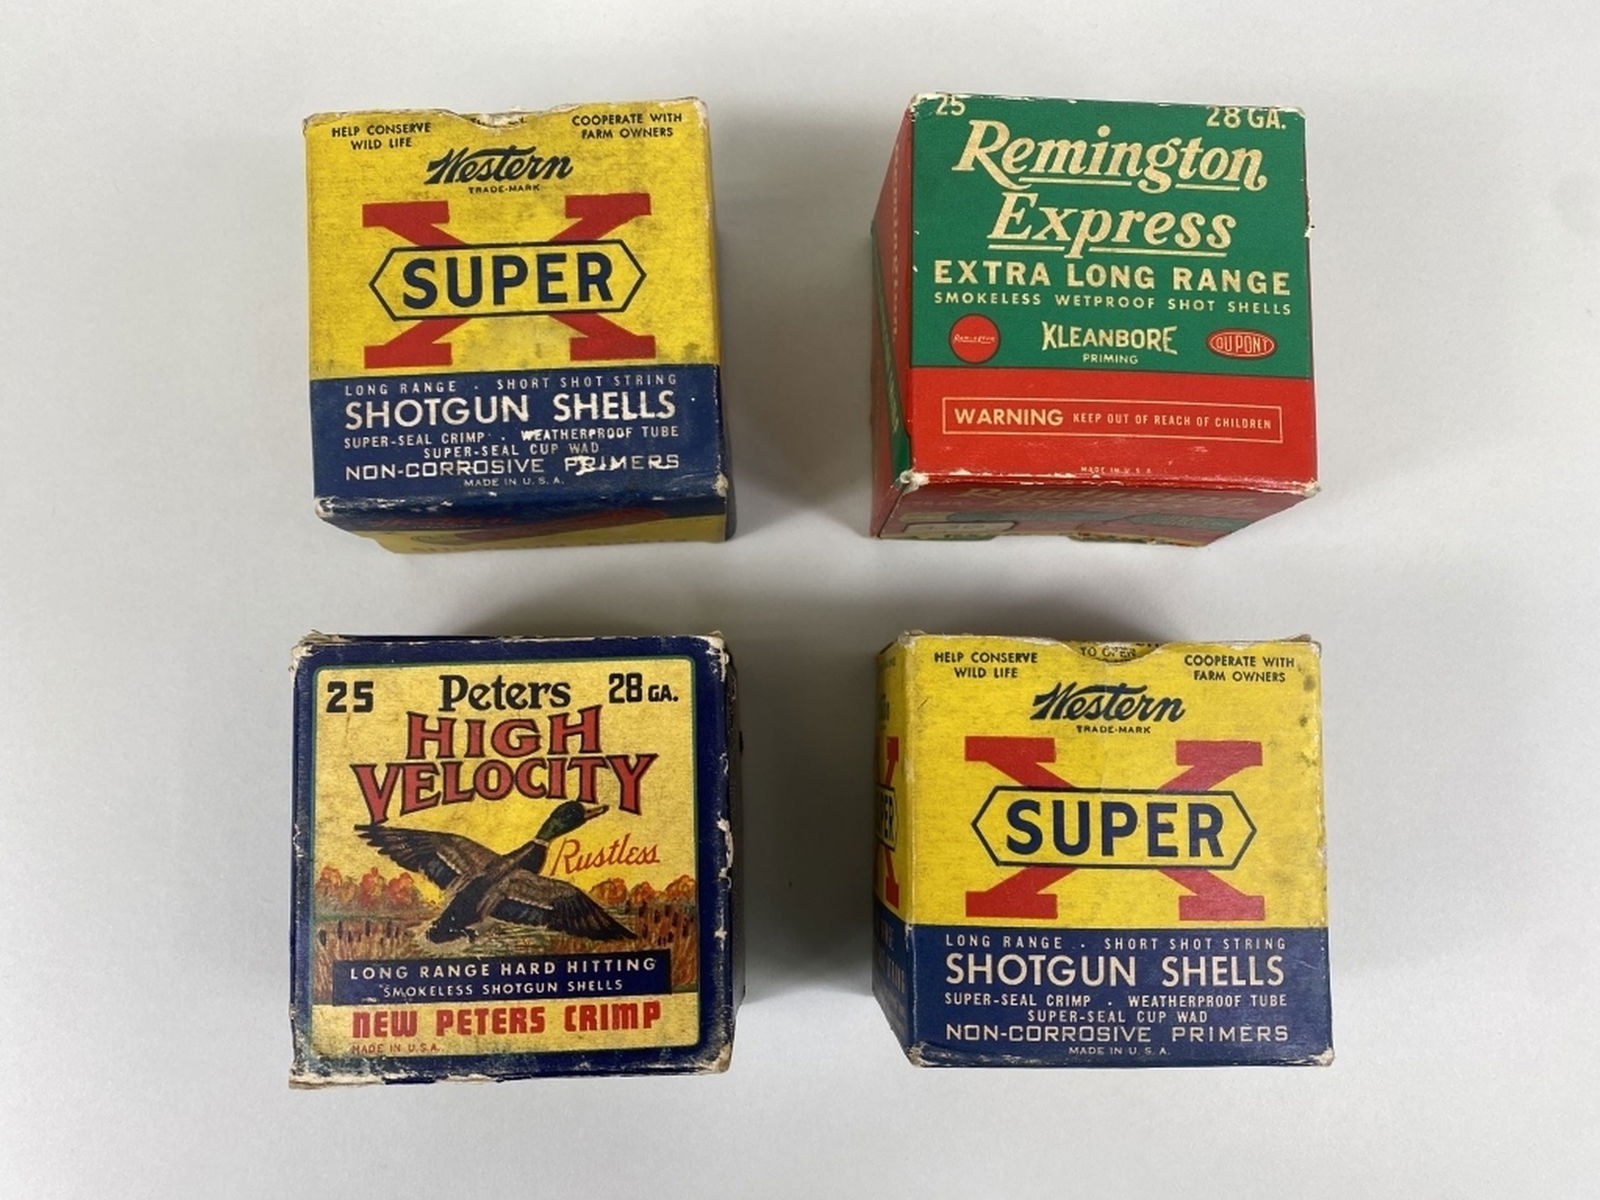 HELP CONSERVE
WILD LIFE
COOPERATE WITH
FARM OWNERS
Western
TRADE-MARK
X
SUPER
LONG RANGE . SHORT SHOT STRING
SHOTGUN SHELLS
SUPER-SEAL CRIMP . WEATHERPROOF TUBE
SUPER-SEAL CUP WAD
NON-CORROSIVE PRIMERS
MADE IN U.S.A.
25 28 GA.
Remington
Express
EXTRA LONG RANGE
SMOKELESS WETPROOF SHOT SHELLS
Remington
KLEANBORE
PRIMING
DU PONT
WARNING KEEP OUT OF REACH OF CHILDREN
MADE IN U.S.A.
25 Peters 28 GA.
HIGH
VELOCITY
Rustless
LONG RANGE HARD HITTING
SMOKELESS SHOTGUN SHELLS
NEW PETERS CRIMP
MADE IN U.S.A.
TO OPEN
HELP CONSERVE
WILD LIFE
COOPERATE WITH
FARM OWNERS
Western
TRADE-MARK
X
SUPER
LONG RANGE . SHORT SHOT STRING
SHOTGUN SHELLS
SUPER-SEAL CRIMP . WEATHERPROOF TUBE
SUPER-SEAL CUP WAD
NON-CORROSIVE PRIMERS
MADE IN U.S.A.